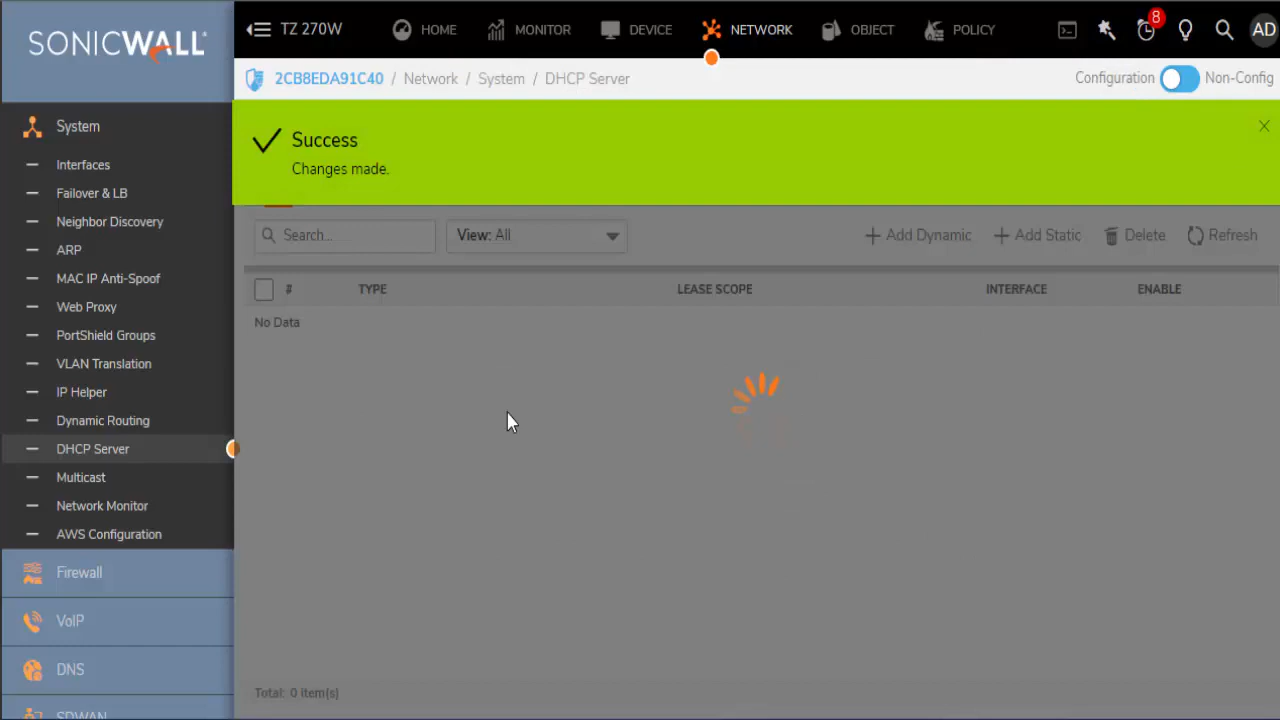 SONICWALL
TZ 270W
HOME
MONITOR
DEVICE
NETWORK
OBJECT
POLICY
8
AD
2CB8EDA91C40 / Network / System / DHCP Server
Configuration
Non-Config
Success
Changes made.
System
Interfaces
Failover & LB
Neighbor Discovery
ARP
MAC IP Anti-Spoof
Web Proxy
PortShield Groups
VLAN Translation
IP Helper
Dynamic Routing
DHCP Server
Multicast
Network Monitor
AWS Configuration
Firewall
VoIP
DNS
SDWAN
Search...
View: All
Add Dynamic
Add Static
Delete
Refresh
# TYPE LEASE SCOPE INTERFACE ENABLE
No Data
Total: 0 item(s)